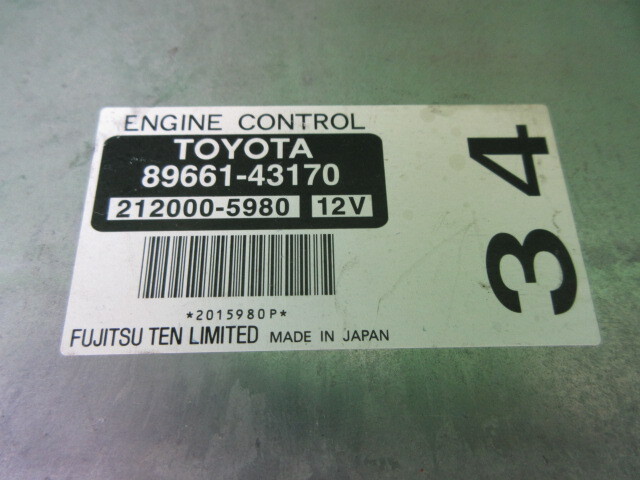 ENGINE CONTROL
TOYOTA
89661-43170
212000-5980 12V
*2015980P*
FUJITSU TEN LIMITED MADE IN JAPAN
34